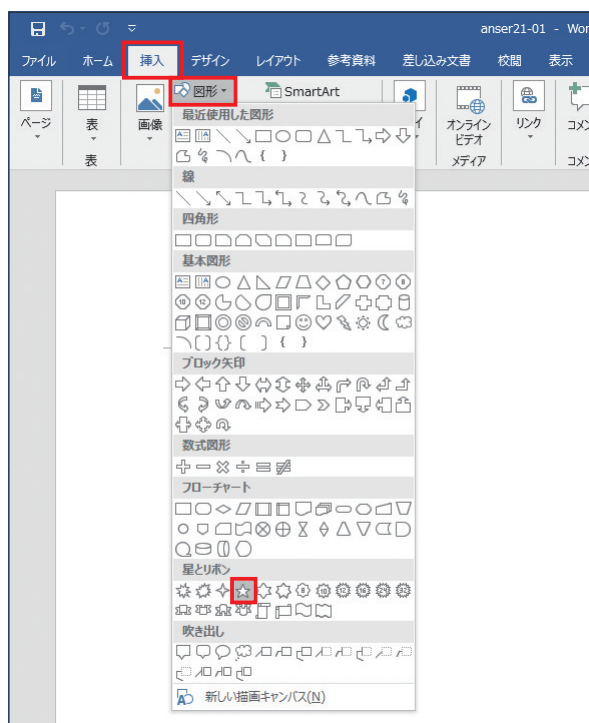 anser21-01 - Wor
ファイル ホーム 挿入 デザイン レイアウト 参考資料 差し込み文書 校閲 表示
図形 SmartArt
ページ 表 画像 オンライン ビデオ リンク コメン
表 メディア コメン
最近使用した図形
線
四角形
基本図形
ブロック矢印
数式図形
フローチャート
星とリボン
吹き出し
新しい描画キャンバス(N)